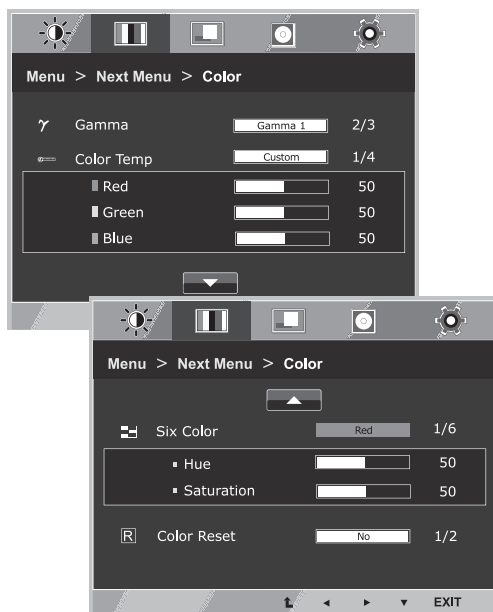 Menu > Next Menu > Color
γ Gamma Gamma 1 2/3
Color Temp Custom 1/4
Red 50
Green 50
Blue 50
Menu > Next Menu > Color
Six Color Red 1/6
Hue 50
Saturation 50
R Color Reset No 1/2
EXIT